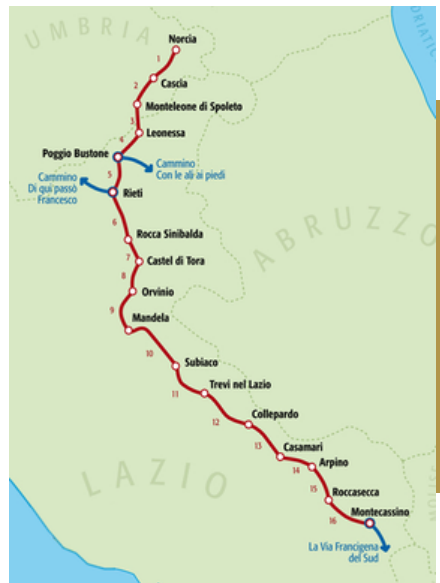 UMBRIA
ADRIATIC
Norcia
1
Cascia
2
Monteleone di Spoleto
3
Leonessa
4
Poggio Bustone
Cammino
Con le ali ai piedi
5
Cammino
Di qui passò
Francesco
Rieti
6
ABRUZZO
Rocca Sinibalda
7
Castel di Tora
8
Orvinio
9
Mandela
10
Subiaco
11
Trevi nel Lazio
12
Collepardo
13
Casamari
14
Arpino
LAZIO
15
Roccasecca
16
Montecassino
MOLISE
La Via Francigena
del Sud